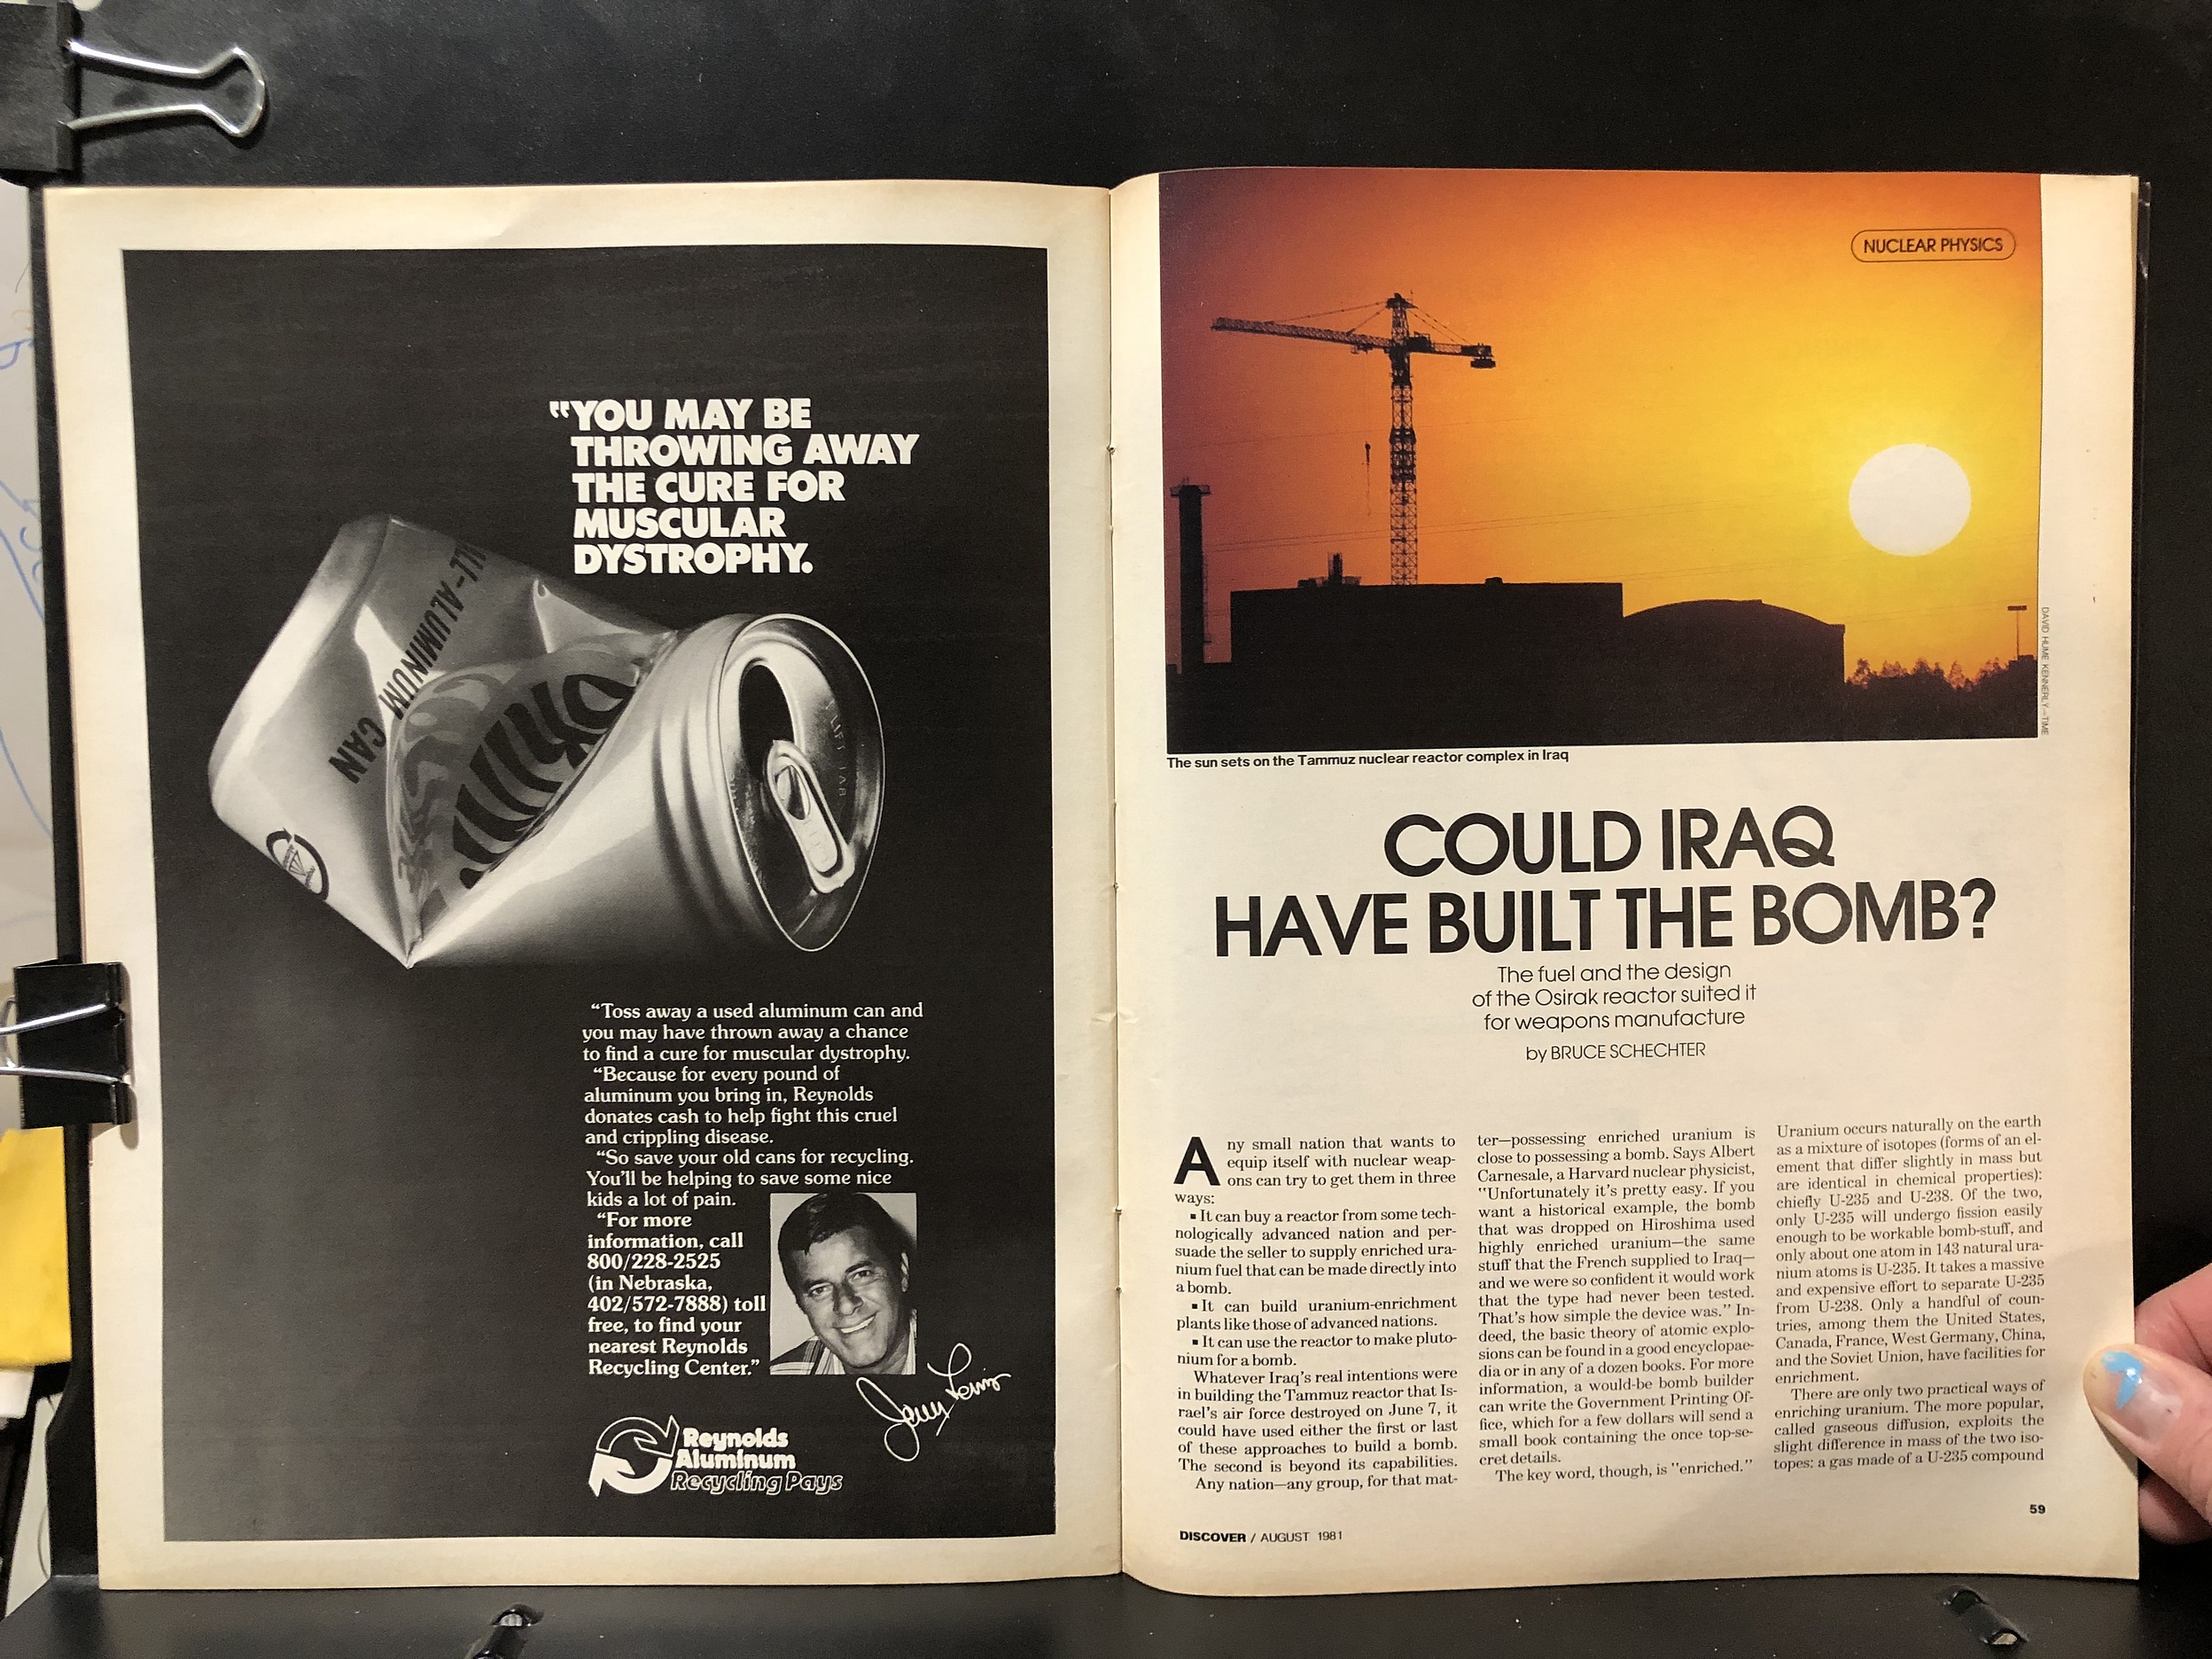 “YOU MAY BE
THROWING AWAY
THE CURE FOR
MUSCULAR
DYSTROPHY.
ALL-ALUMINUM CAN
“Toss away a used aluminum can and
you may have thrown away a chance
to find a cure for muscular dystrophy.
“Because for every pound of
aluminum you bring in, Reynolds
donates cash to help fight this cruel
and crippling disease.
“So save your old cans for recycling.
You’ll be helping to save some nice
kids a lot of pain.
“For more
information, call
800/228-2525
(in Nebraska,
402/572-7888) toll
free, to find your
nearest Reynolds
Recycling Center.”
Jerry Lewis
Reynolds
Aluminum
Recycling Pays
NUCLEAR PHYSICS
DAVID HUME KENNERLY—TIME
The sun sets on the Tammuz nuclear reactor complex in Iraq
COULD IRAQ
HAVE BUILT THE BOMB?
The fuel and the design
of the Osirak reactor suited it
for weapons manufacture
by BRUCE SCHECHTER
Any small nation that wants to
equip itself with nuclear weap-
ons can try to get them in three
ways:
▪ It can buy a reactor from some tech-
nologically advanced nation and per-
suade the seller to supply enriched ura-
nium fuel that can be made directly into
a bomb.
▪ It can build uranium-enrichment
plants like those of advanced nations.
▪ It can use the reactor to make pluto-
nium for a bomb.
Whatever Iraq’s real intentions were
in building the Tammuz reactor that Is-
rael’s air force destroyed on June 7, it
could have used either the first or last
of these approaches to build a bomb.
The second is beyond its capabilities.
Any nation—any group, for that mat-
ter—possessing enriched uranium is
close to possessing a bomb. Says Albert
Carnesale, a Harvard nuclear physicist,
“Unfortunately it’s pretty easy. If you
want a historical example, the bomb
that was dropped on Hiroshima used
highly enriched uranium—the same
stuff that the French supplied to Iraq—
and we were so confident it would work
that the type had never been tested.
That’s how simple the device was.” In-
deed, the basic theory of atomic explo-
sions can be found in a good encyclopae-
dia or in any of a dozen books. For more
information, a would-be bomb builder
can write the Government Printing Of-
fice, which for a few dollars will send a
small book containing the once top-se-
cret details.
The key word, though, is “enriched.”
Uranium occurs naturally on the earth
as a mixture of isotopes (forms of an el-
ement that differ slightly in mass but
are identical in chemical properties):
chiefly U-235 and U-238. Of the two,
only U-235 will undergo fission easily
enough to be workable bomb-stuff, and
only about one atom in 143 natural ura-
nium atoms is U-235. It takes a massive
and expensive effort to separate U-235
from U-238. Only a handful of coun-
tries, among them the United States,
Canada, France, West Germany, China,
and the Soviet Union, have facilities for
enrichment.
There are only two practical ways of
enriching uranium. The more popular,
called gaseous diffusion, exploits the
slight difference in mass of the two iso-
topes: a gas made of a U-235 compound
59
DISCOVER / AUGUST 1981